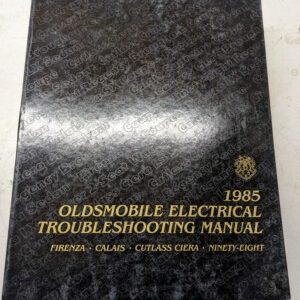 1985
OLDSMOBILE ELECTRICAL
TROUBLESHOOTING MANUAL
FIRENZA · CALAIS · CUTLASS CIERA · NINETY-EIGHT